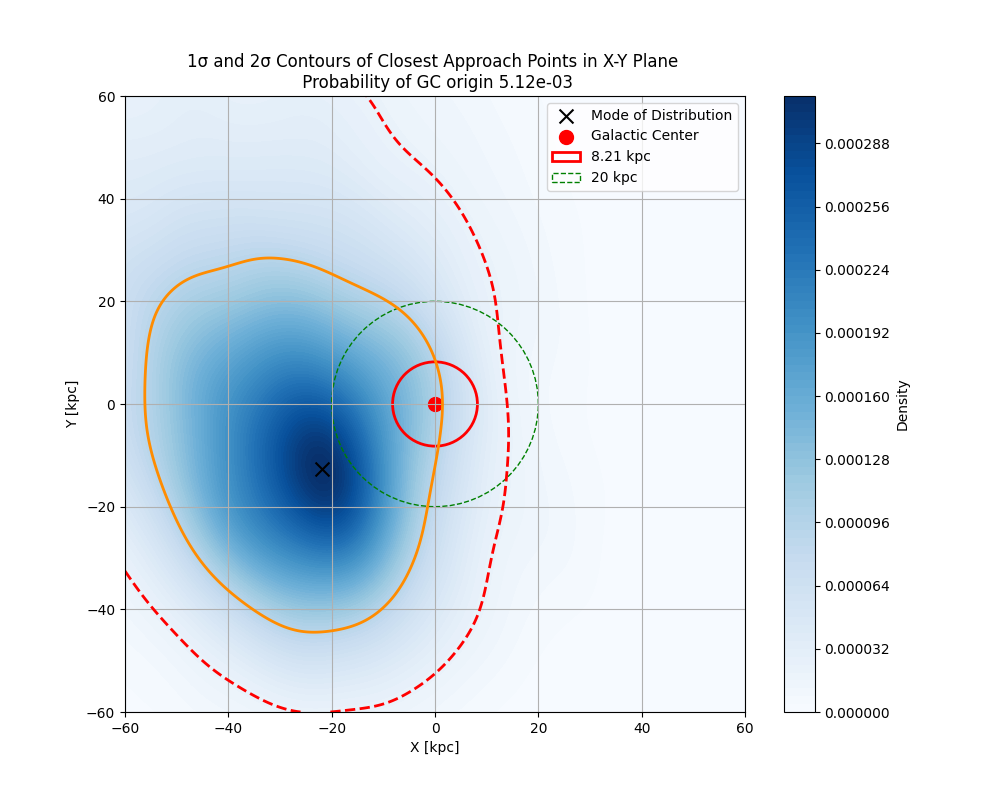 1σ and 2σ Contours of Closest Approach Points in X-Y Plane
Probability of GC origin 5.12e-03
Mode of Distribution
Galactic Center
8.21 kpc
20 kpc
60
40
20
0
−20
−40
−60
Y [kpc]
−60
−40
−20
0
20
40
60
X [kpc]
0.000288
0.000256
0.000224
0.000192
0.000160
0.000128
0.000096
0.000064
0.000032
0.000000
Density